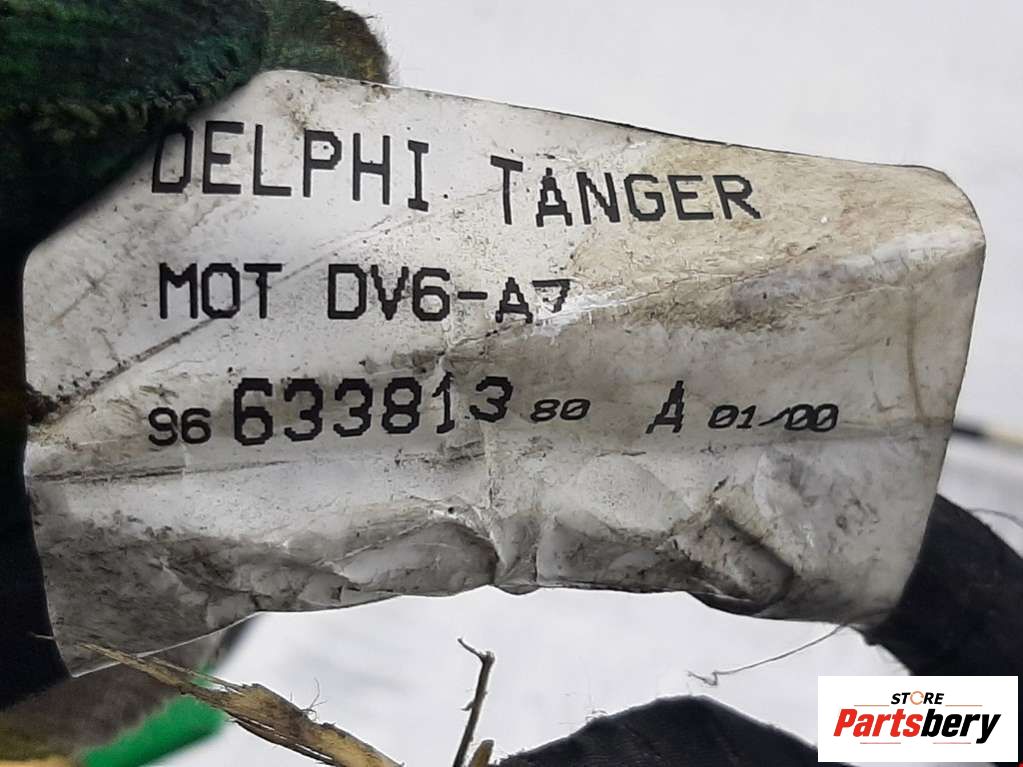 DELPHI TANGER
MOT DV6-A7
96 633813 80 A 01/00
STORE
Partsbery